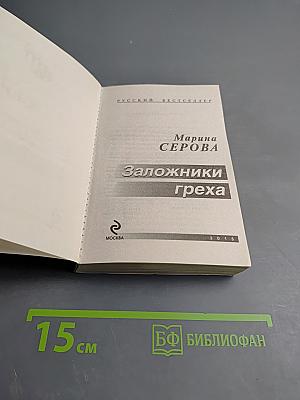 РУССКИЙ БЕСТСЕЛЛЕР
Марина
СЕРОВА
Заложники
греха
МОСКВА
2015
15 см
БФ БИБЛИОФАН